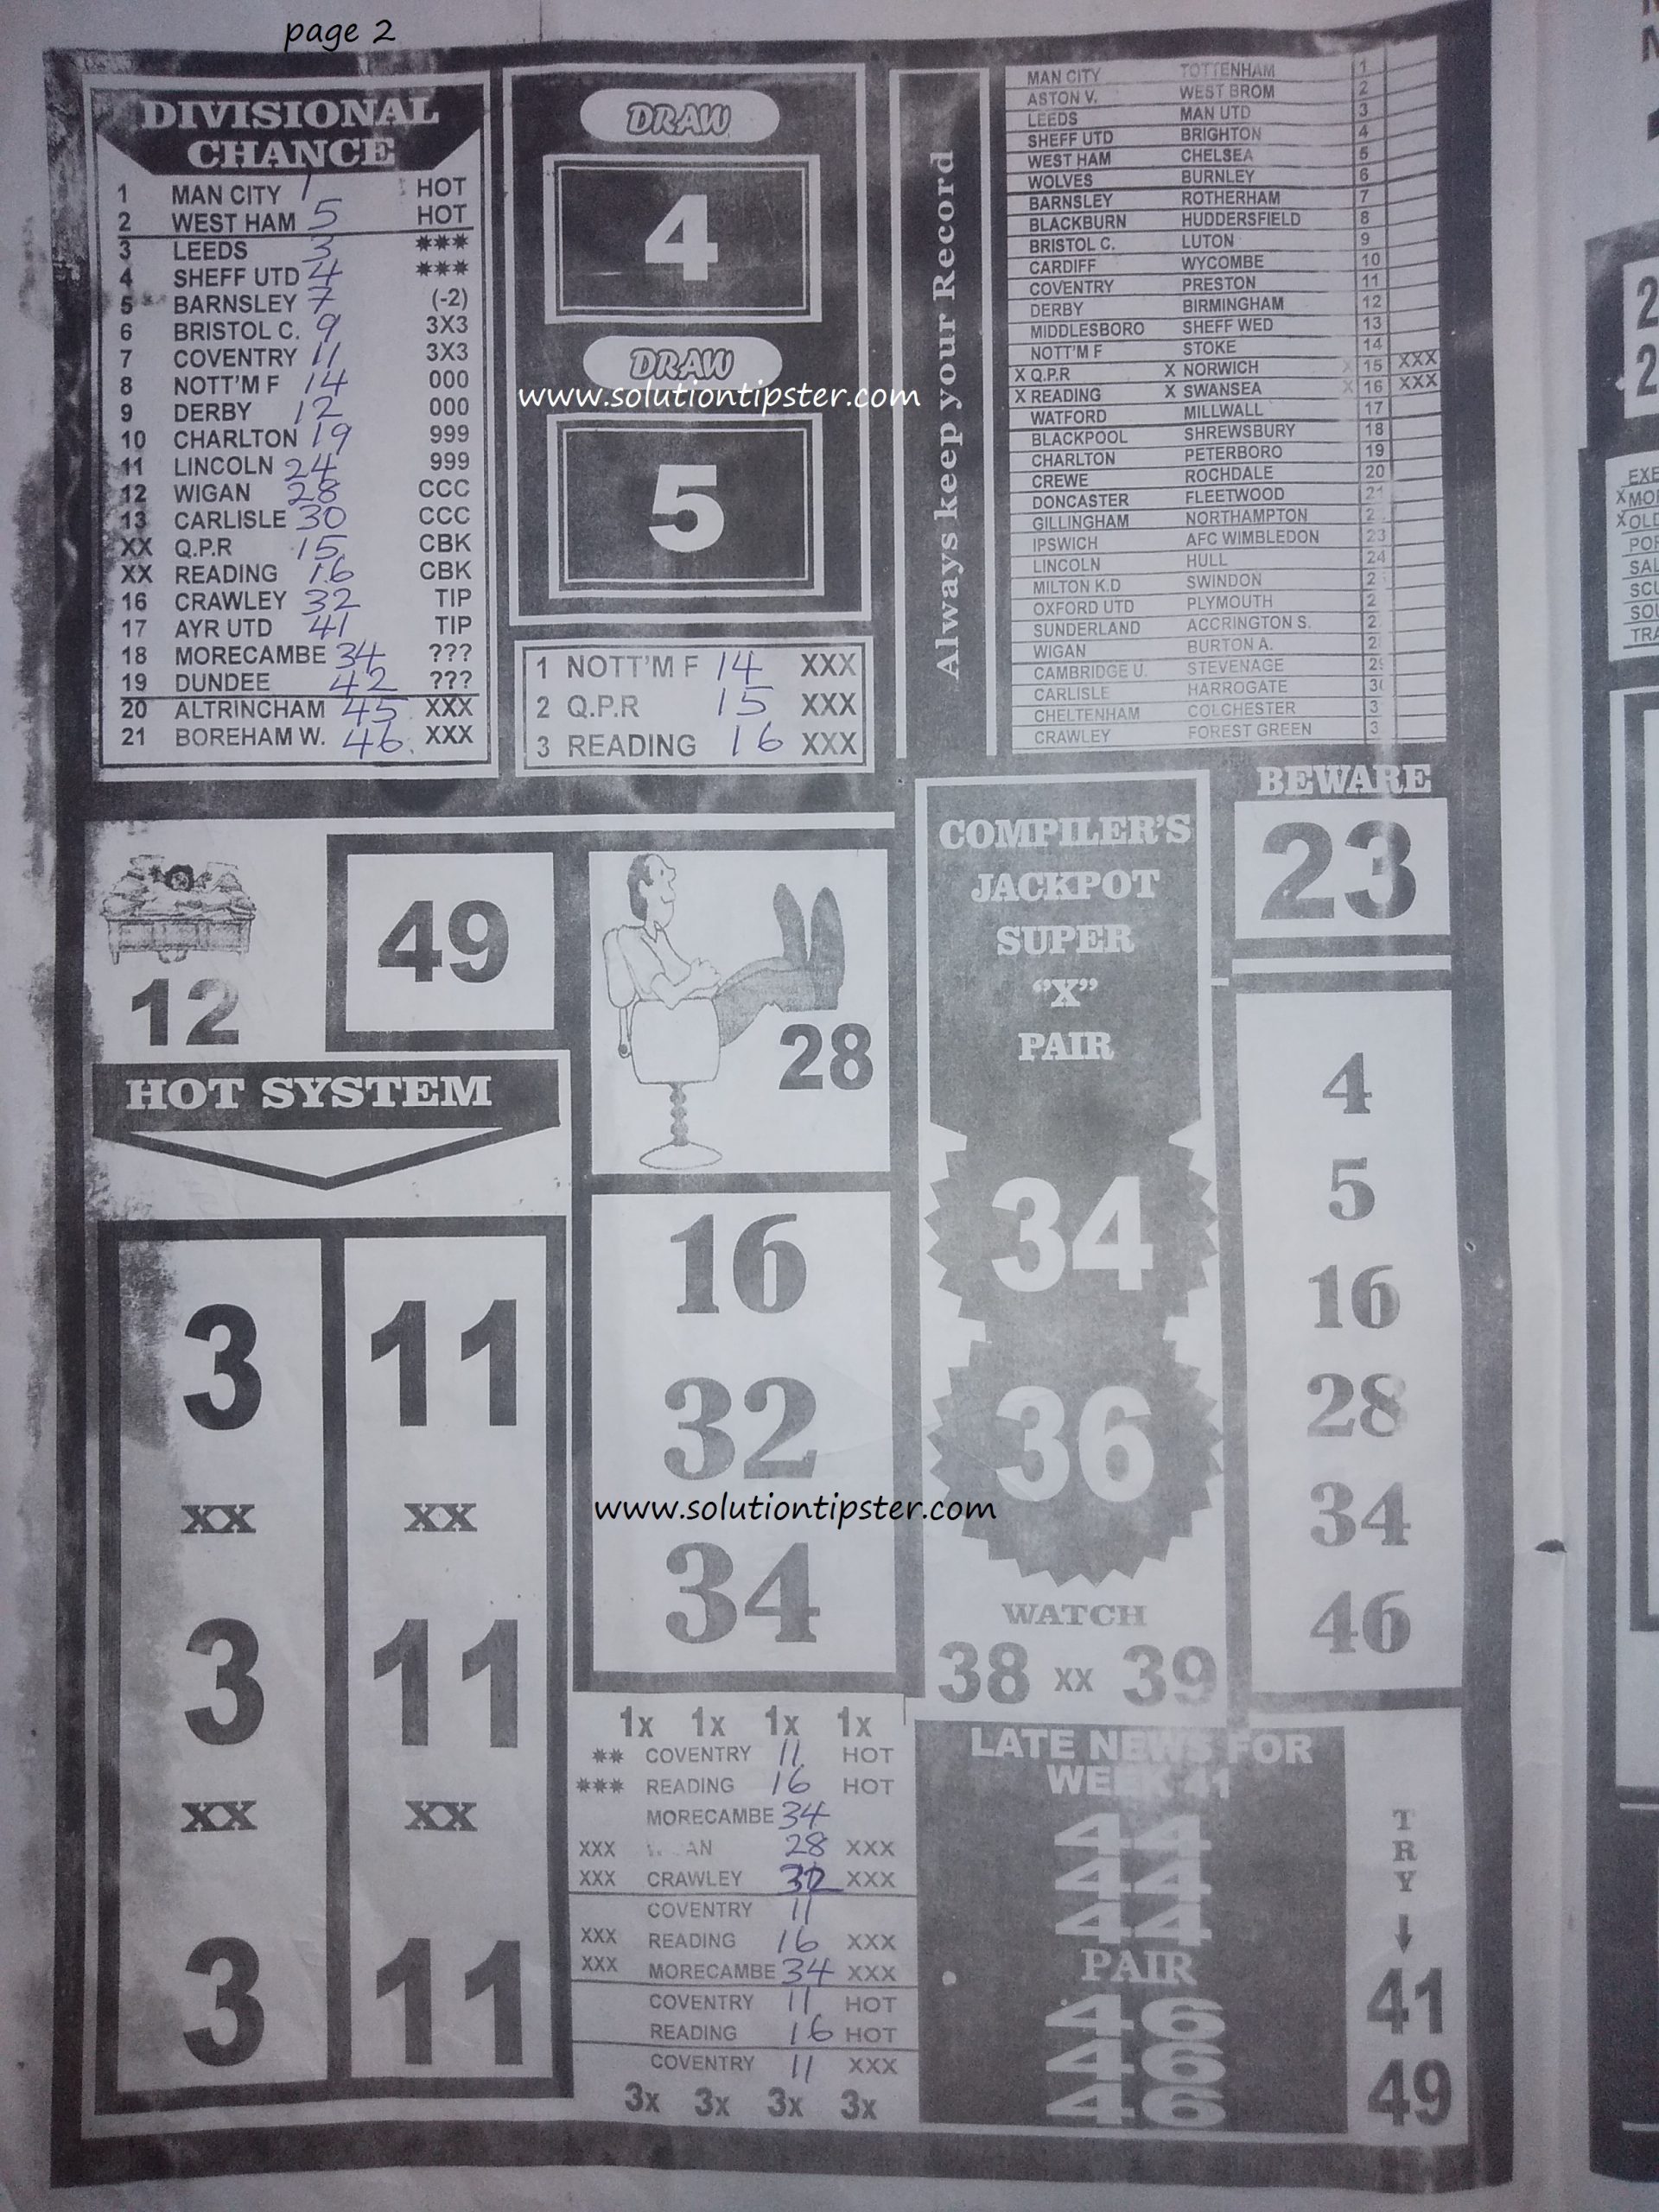 page 2
DIVISIONAL
CHANCE
1 MAN CITY 1 HOT
2 WEST HAM 5 HOT
3 LEEDS 3 ***
4 SHEFF UTD 4 ***
5 BARNSLEY 7 (-2)
6 BRISTOL C. 9 3X3
7 COVENTRY 11 3X3
8 NOTT'M F 14 000
9 DERBY 12 000
10 CHARLTON 19 999
11 LINCOLN 24 999
12 WIGAN 28 CCC
13 CARLISLE 30 CCC
XX Q.P.R 15 CBK
XX READING 16 CBK
16 CRAWLEY 32 TIP
17 AYR UTD 41 TIP
18 MORECAMBE 34 ???
19 DUNDEE 42 ???
20 ALTRINCHAM 45 XXX
21 BOREHAM W. 46 XXX
DRAW
4
DRAW
www.solutiontipster.com
5
1 NOTT'M F 14 XXX
2 Q.P.R 15 XXX
3 READING 16 XXX
Always keep your Record
MAN CITY TOTTENHAM 1
ASTON V. WEST BROM 2
LEEDS MAN UTD 3
SHEFF UTD BRIGHTON 4
WEST HAM CHELSEA 5
WOLVES BURNLEY 6
BARNSLEY ROTHERHAM 7
BLACKBURN HUDDERSFIELD 8
BRISTOL C. LUTON 9
CARDIFF WYCOMBE 10
COVENTRY PRESTON 11
DERBY BIRMINGHAM 12
MIDDLESBORO SHEFF WED 13
NOTT'M F STOKE 14
X Q.P.R X NORWICH X 15 XXX
X READING X SWANSEA X 16 XXX
WATFORD MILLWALL 17
BLACKPOOL SHREWSBURY 18
CHARLTON PETERBORO 19
CREWE ROCHDALE 20
DONCASTER FLEETWOOD 21
GILLINGHAM NORTHAMPTON 2
IPSWICH AFC WIMBLEDON 23
LINCOLN HULL 24
MILTON K.D SWINDON 2
OXFORD UTD PLYMOUTH 2
SUNDERLAND ACCRINGTON S. 2
WIGAN BURTON A. 2
CAMBRIDGE U. STEVENAGE 29
CARLISLE HARROGATE 30
CHELTENHAM COLCHESTER 3
CRAWLEY FOREST GREEN 3
12
49
HOT SYSTEM
3 11
XX XX
3 11
XX XX
3 11
28
16
32
www.solutiontipster.com
34
1x 1x 1x 1x
** COVENTRY 11 HOT
*** READING 16 HOT
MORECAMBE 34
XXX 28 XXX
XXX CRAWLEY 32 XXX
COVENTRY 11
XXX READING 16 XXX
XXX MORECAMBE 34 XXX
COVENTRY 11 HOT
READING 16 HOT
COVENTRY 11 XXX
3x 3x 3x 3x
COMPILER'S
JACKPOT
SUPER
"X"
PAIR
34
36
WATCH
38 XX 39
BEWARE
23
4
5
16
28
34
46
LATE NEWS FOR
WEEK 41
44
44
44
PAIR
46
46
46
TRY
41
49